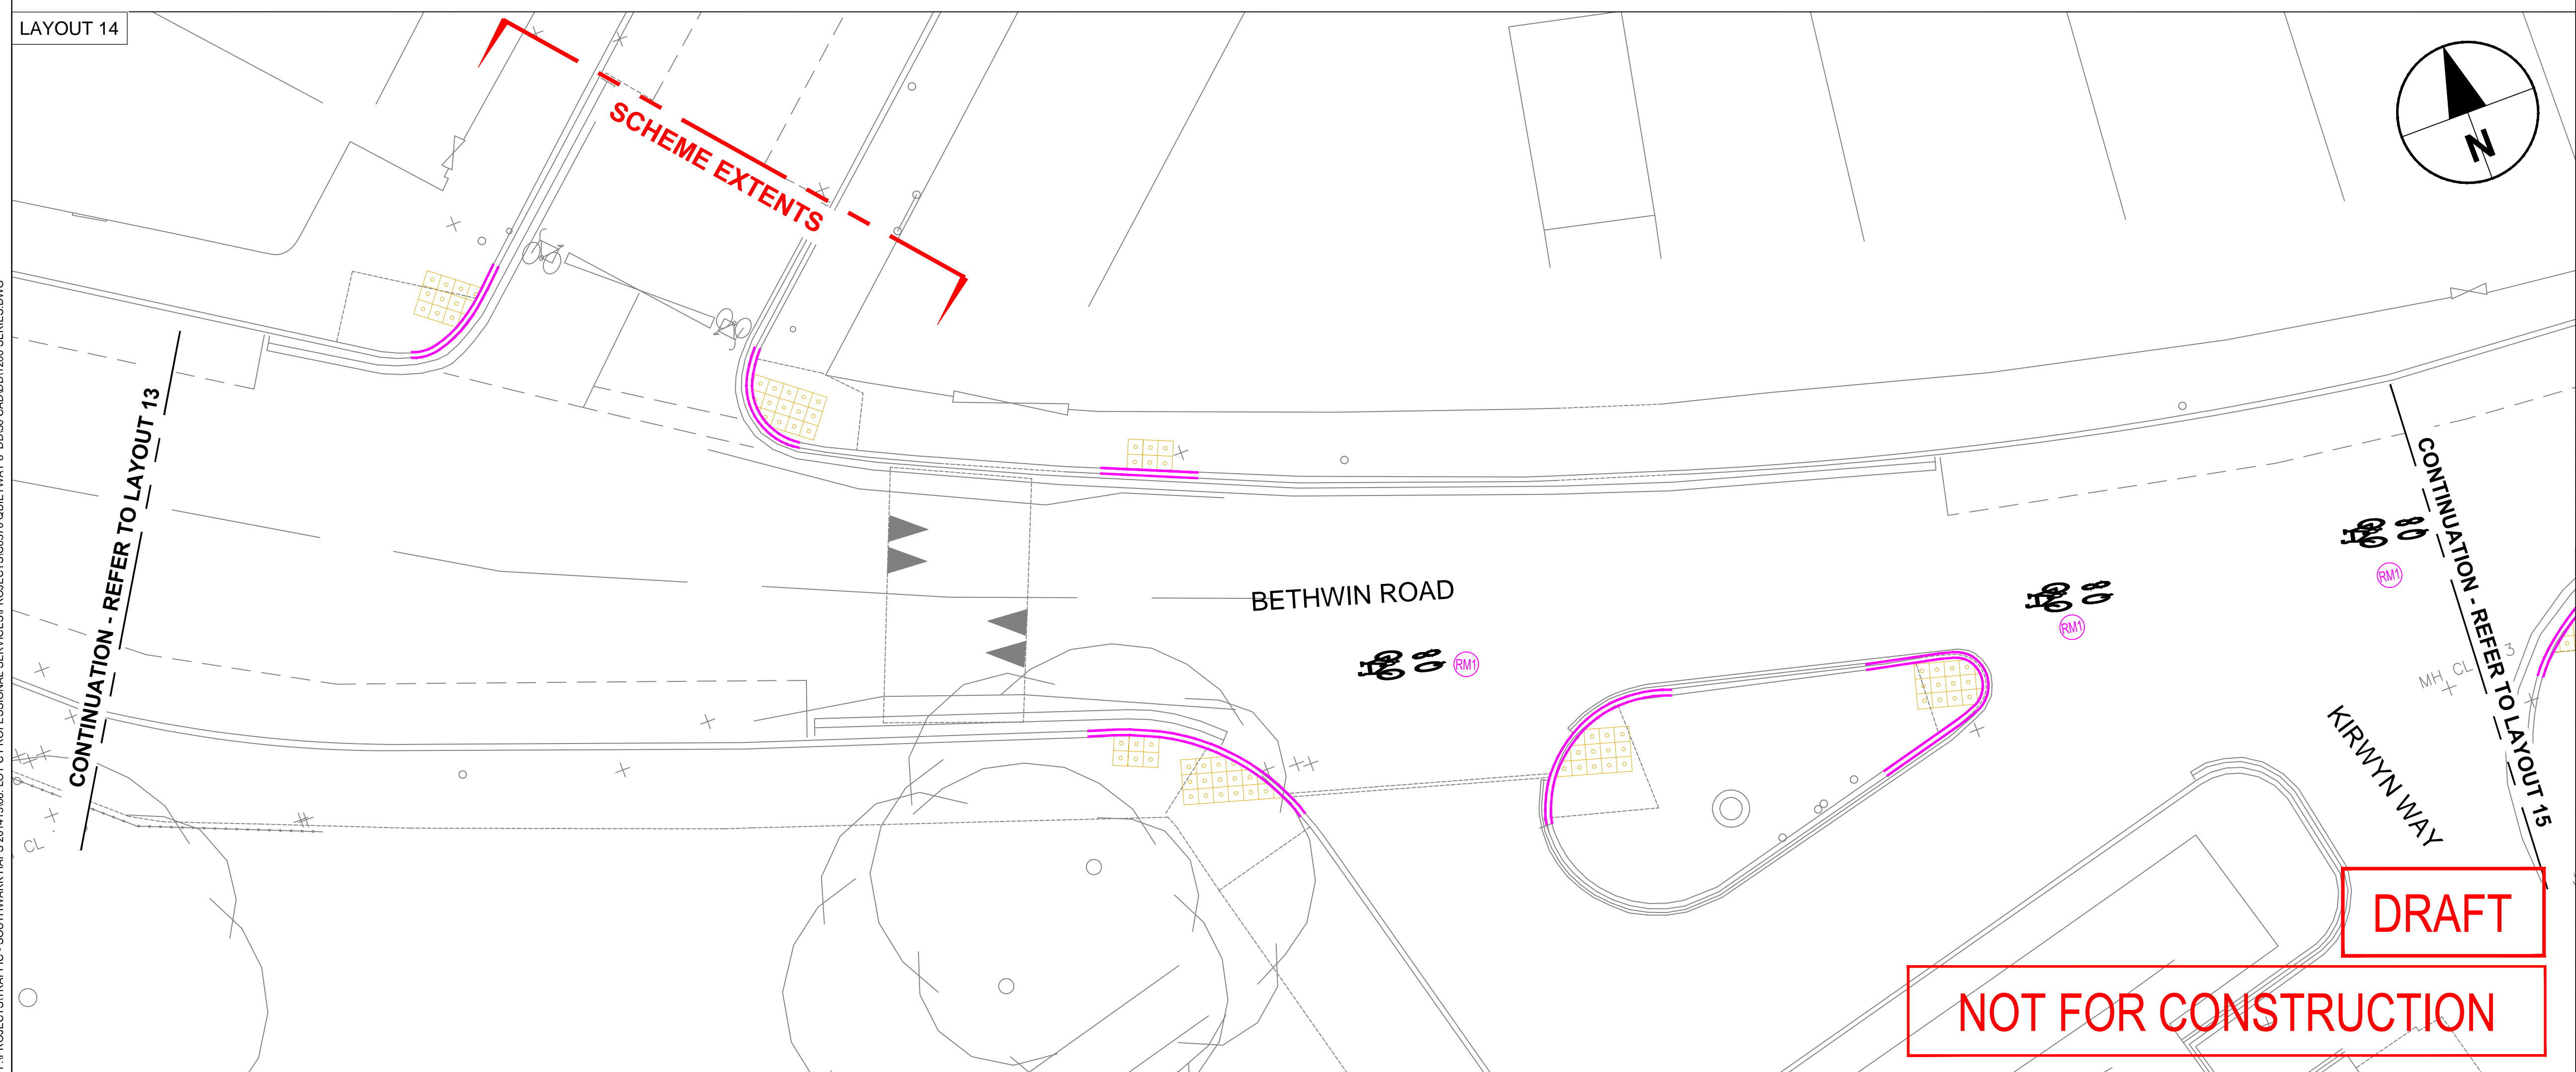 LAYOUT 14
SCHEME EXTENTS
N
CONTINUATION - REFER TO LAYOUT 13
BETHWIN ROAD
RM1
RM1
RM1
CONTINUATION - REFER TO LAYOUT 15
MH CL
3
KIRWYN WAY
CL
DRAFT
NOT FOR CONSTRUCTION